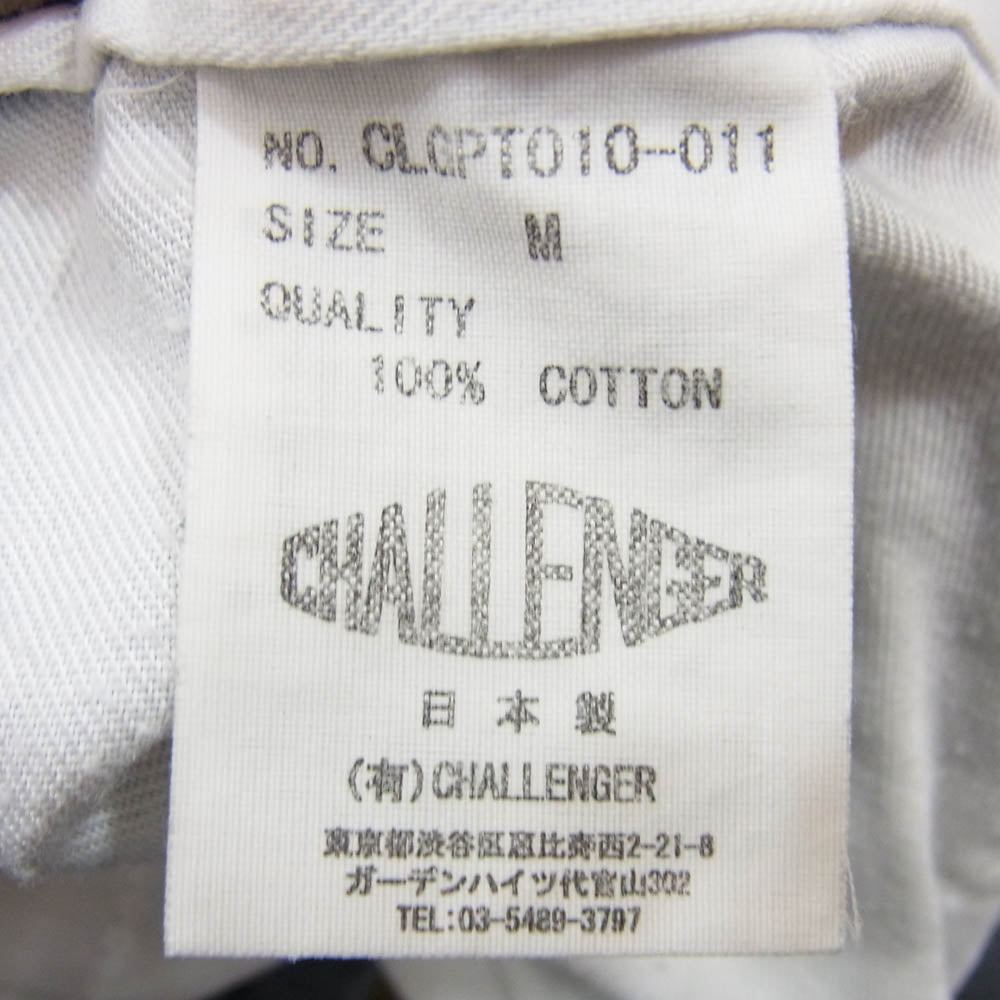 NO. CLGPT010-011
SIZE M
QUALITY
100% COTTON
CHALLENGER
日本製
(有)CHALLENGER
東京都渋谷区恵比寿西2-21-8
ガーデンハイツ代官山302
TEL:03-5489-3797